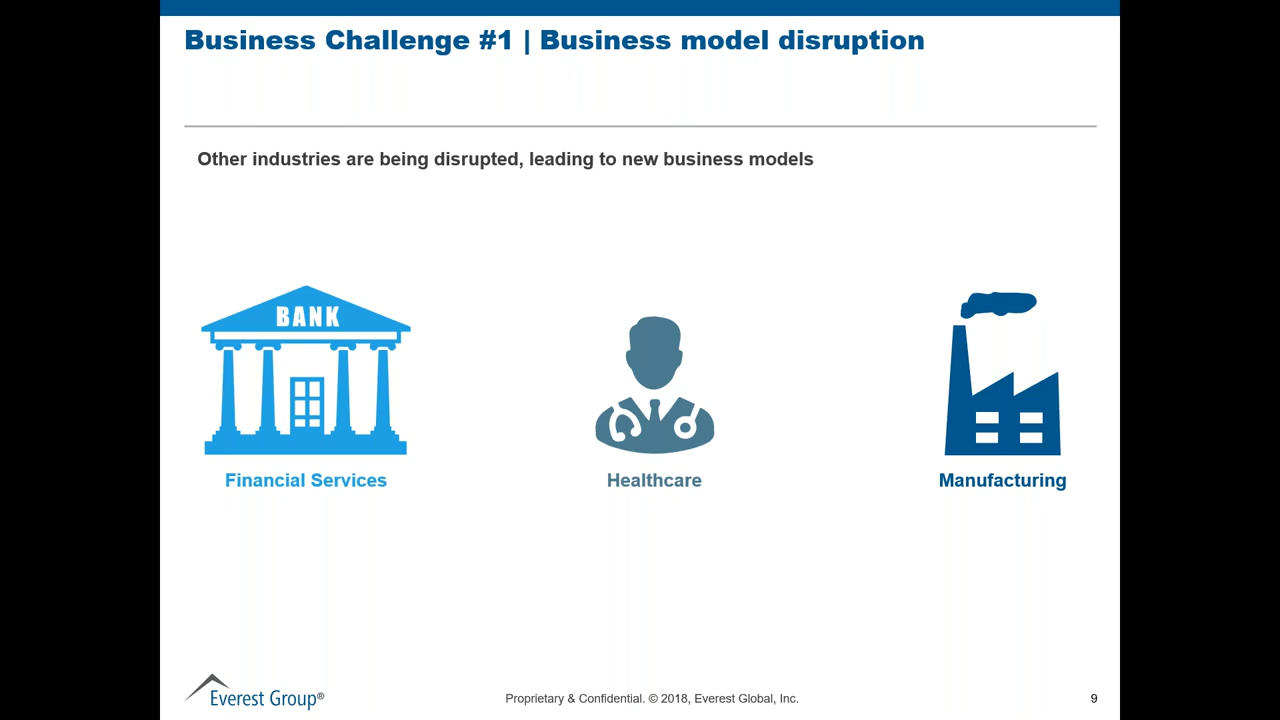 Business Challenge #1 | Business model disruption
Other industries are being disrupted, leading to new business models
BANK
Financial Services
Healthcare
Manufacturing
Everest Group®
Proprietary & Confidential. © 2018, Everest Global, Inc.
9